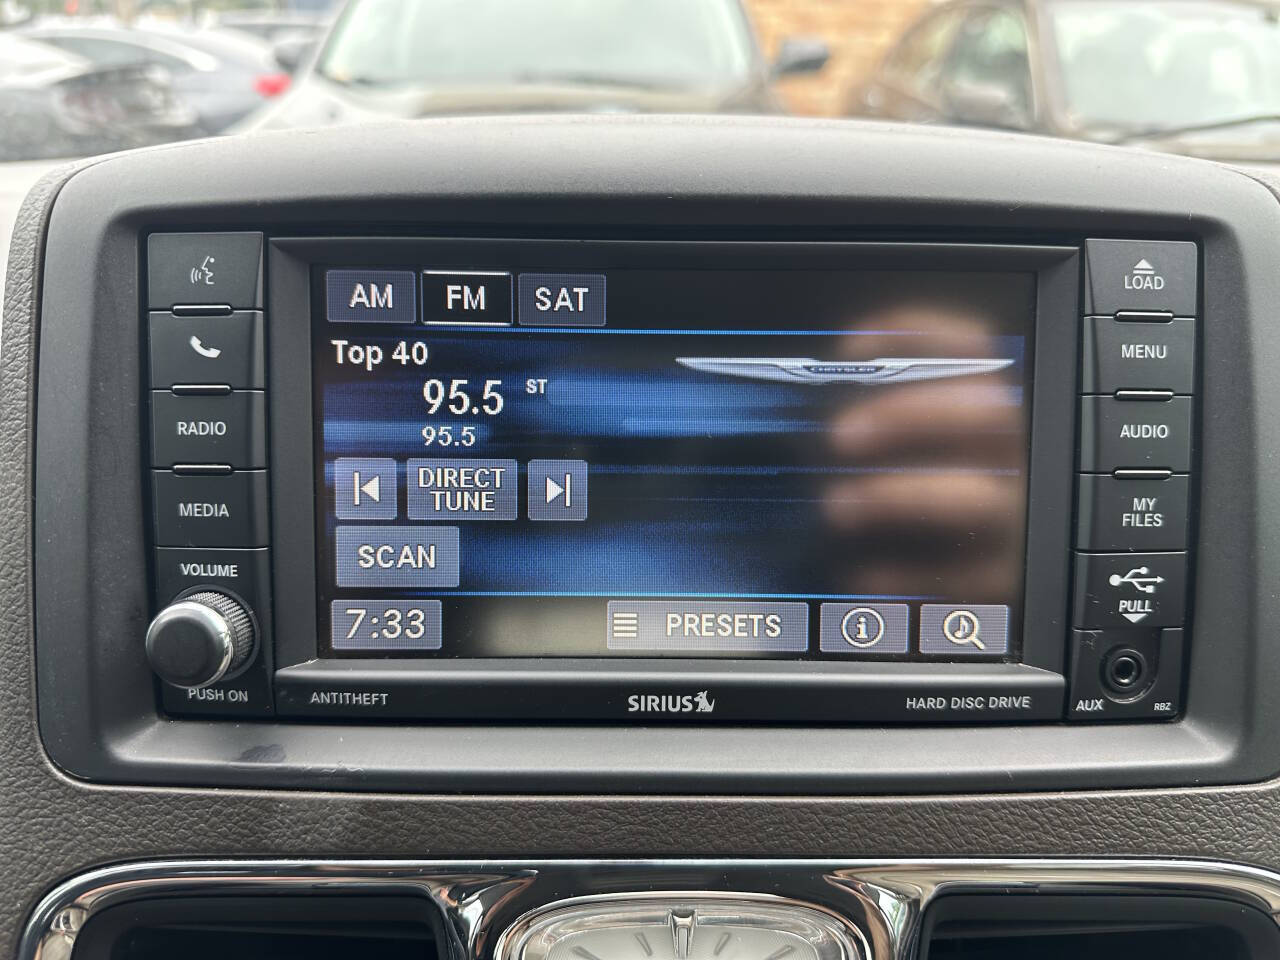 AM FM SAT
Top 40
95.5 ST
95.5
DIRECT
TUNE
SCAN
7:33 PRESETS
CHRYSLER
RADIO
MEDIA
VOLUME
PUSH ON
ANTITHEFT
SIRIUS
HARD DISC DRIVE
LOAD
MENU
AUDIO
MY
FILES
PULL
AUX
RBZ